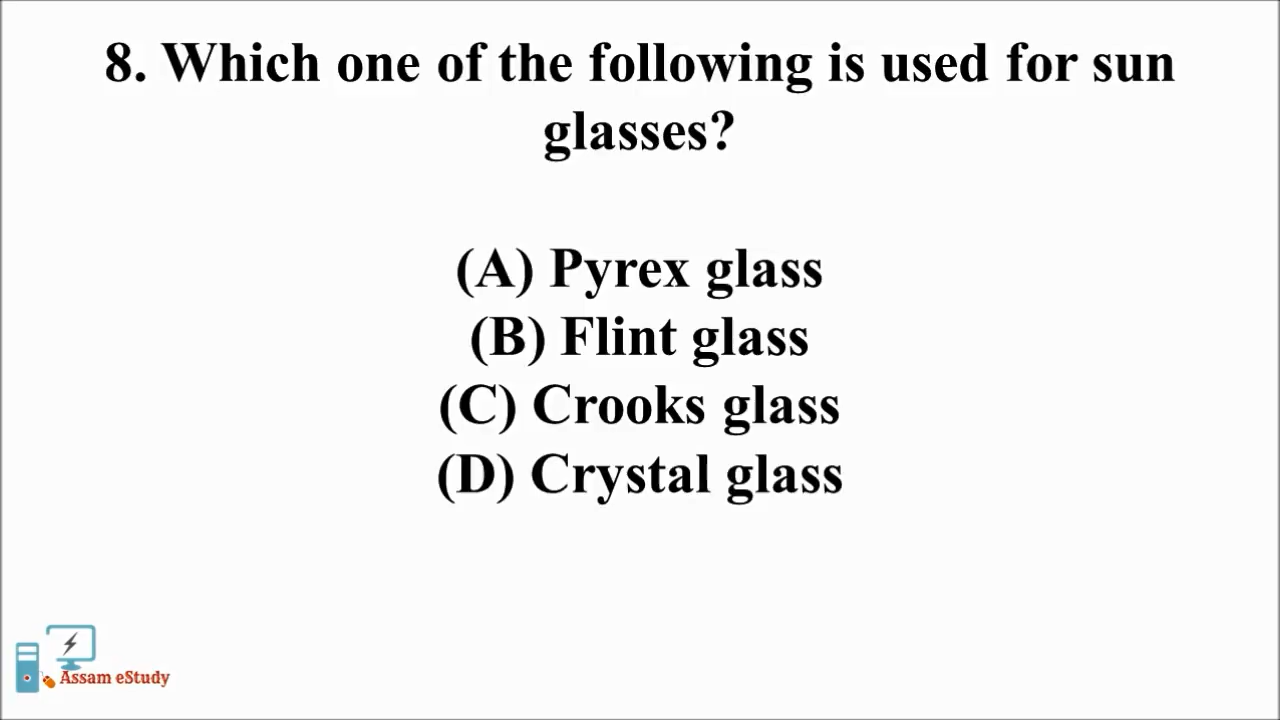 8. Which one of the following is used for sun
glasses?
(A) Pyrex glass
(B) Flint glass
(C) Crooks glass
(D) Crystal glass
Assam eStudy